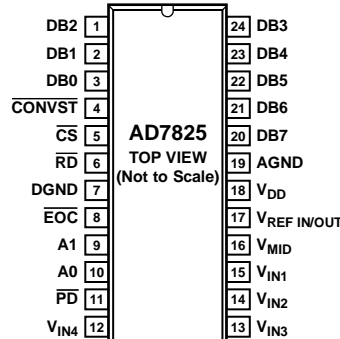 DB2 1 24 DB3
DB1 2 23 DB4
DB0 3 22 DB5
CONVST 4 21 DB6
CS 5 AD7825 20 DB7
RD 6 TOP VIEW 19 AGND
DGND 7 (Not to Scale) 18 VDD
EOC 8 17 VREF IN/OUT
A1 9 16 VMID
A0 10 15 VIN1
PD 11 14 VIN2
VIN4 12 13 VIN3